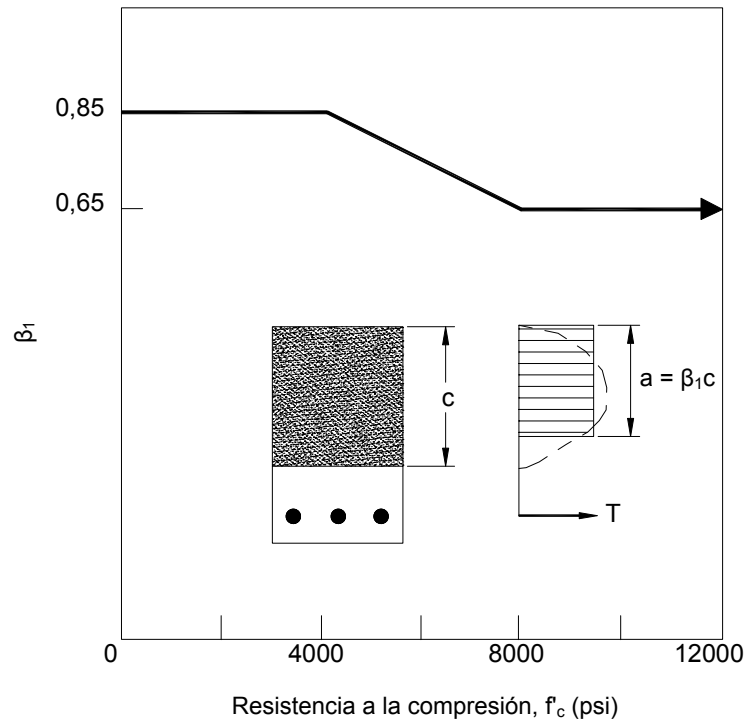 0,85
0,65
β₁
c
a = β₁c
T
0
4000
8000
12000
Resistencia a la compresión, f'c (psi)